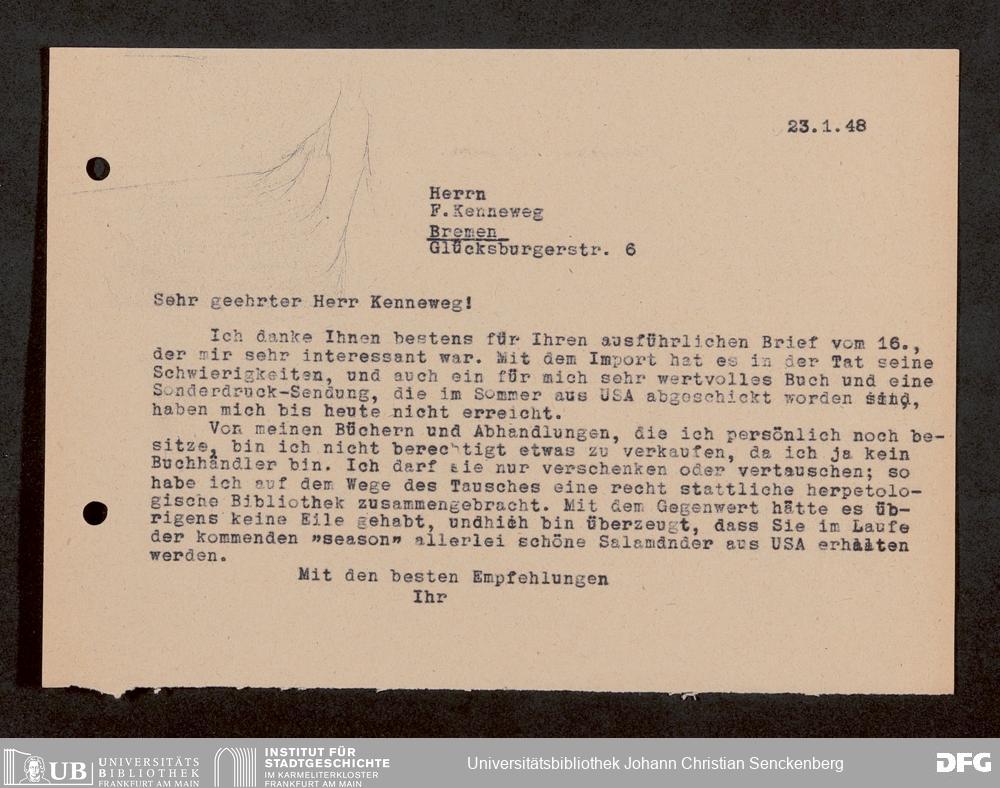 23.1.48
Herrn
F.Kenneweg
Bremen
Glücksburgerstr. 6
Sehr geehrter Herr Kenneweg!
Ich danke Ihnen bestens für Ihren ausführlichen Brief vom 16.,
der mir sehr interessant war. Mit dem Import hat es in der Tat seine
Schwierigkeiten, und auch ein für mich sehr wertvolles Buch und eine
Sonderdruck-Sendung, die im Sommer aus USA abgeschickt worden sind,
haben mich bis heute nicht erreicht.
Von meinen Büchern und Abhandlungen, die ich persönlich noch be-
sitze, bin ich nicht berechtigt etwas zu verkaufen, da ich ja kein
Buchhändler bin. Ich darf sie nur verschenken oder vertauschen; so
habe ich auf dem Wege des Tausches eine recht stattliche herpetolo-
gische Bibliothek zusammengebracht. Mit dem Gegenwert hätte es üb-
rigens keine Eile gehabt, und ich bin überzeugt, dass Sie im Laufe
der kommenden "season" allerlei schöne Salamander aus USA erhalten
werden.
Mit den besten Empfehlungen
Ihr
UB UNIVERSITÄTS
BIBLIOTHEK
FRANKFURT AM MAIN
INSTITUT FÜR
STADTGESCHICHTE
IM KARMELITERKLOSTER
FRANKFURT AM MAIN
Universitätsbibliothek Johann Christian Senckenberg
DFG